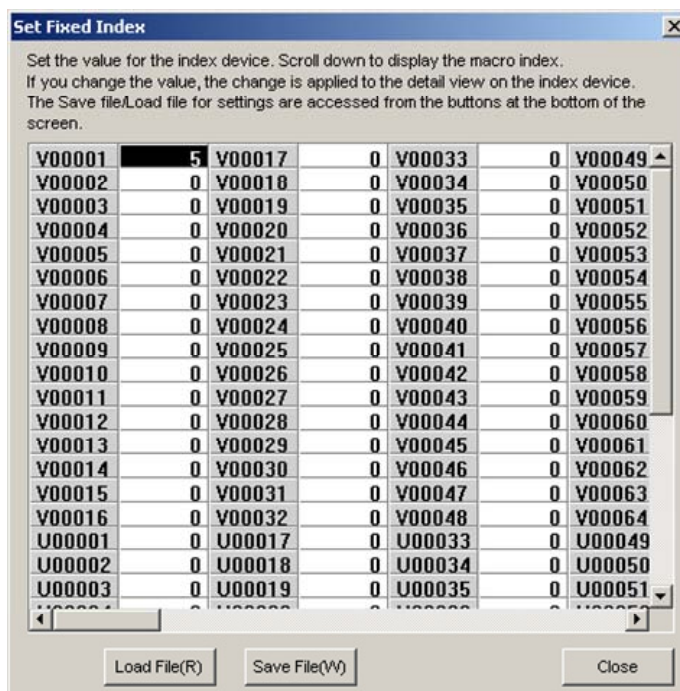 Set Fixed Index
Set the value for the index device. Scroll down to display the macro index.
If you change the value, the change is applied to the detail view on the index device.
The Save file/Load file for settings are accessed from the buttons at the bottom of the
screen.
V00001 5 V00017 0 V00033 0 V00049
V00002 0 V00018 0 V00034 0 V00050
V00003 0 V00019 0 V00035 0 V00051
V00004 0 V00020 0 V00036 0 V00052
V00005 0 V00021 0 V00037 0 V00053
V00006 0 V00022 0 V00038 0 V00054
V00007 0 V00023 0 V00039 0 V00055
V00008 0 V00024 0 V00040 0 V00056
V00009 0 V00025 0 V00041 0 V00057
V00010 0 V00026 0 V00042 0 V00058
V00011 0 V00027 0 V00043 0 V00059
V00012 0 V00028 0 V00044 0 V00060
V00013 0 V00029 0 V00045 0 V00061
V00014 0 V00030 0 V00046 0 V00062
V00015 0 V00031 0 V00047 0 V00063
V00016 0 V00032 0 V00048 0 V00064
U00001 0 U00017 0 U00033 0 U00049
U00002 0 U00018 0 U00034 0 U00050
U00003 0 U00019 0 U00035 0 U00051
Load File(R) Save File(W) Close